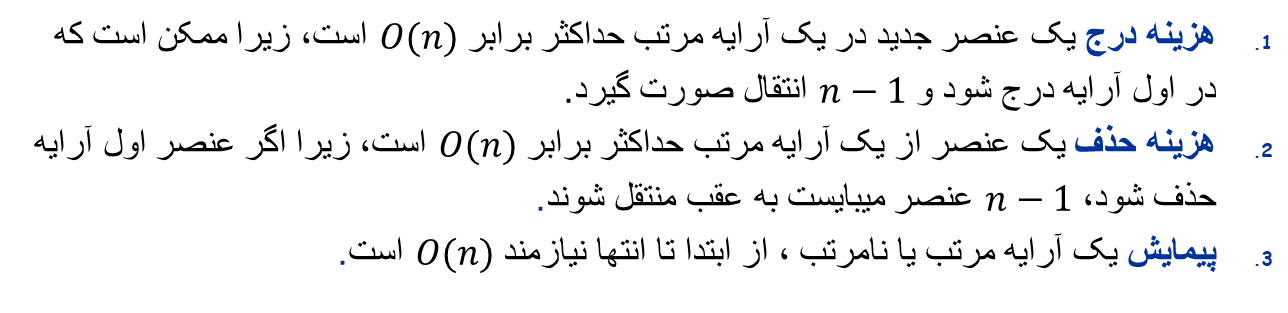 1. هزینه درج یک عنصر جدید در یک آرایه مرتب حداکثر برابر O(n) است، زیرا ممکن است که
در اول آرایه درج شود و n − 1 انتقال صورت گیرد.
2. هزینه حذف یک عنصر از یک آرایه مرتب حداکثر برابر O(n) است، زیرا اگر عنصر اول آرایه
حذف شود، n − 1 عنصر میبایست به عقب منتقل شوند.
3. پیمایش یک آرایه مرتب یا نامرتب ، از ابتدا تا انتها نیازمند O(n) است.